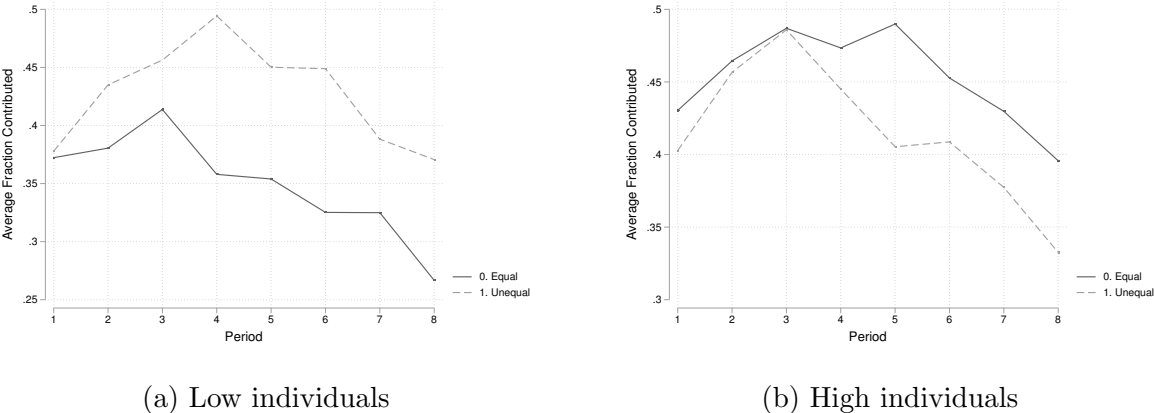 Average Fraction Contributed
.5
.45
.4
.35
.3
.25
1 2 3 4 5 6 7 8
Period
0. Equal
1. Unequal
(a) Low individuals
Average Fraction Contributed
.5
.45
.4
.35
.3
1 2 3 4 5 6 7 8
Period
0. Equal
1. Unequal
(b) High individuals